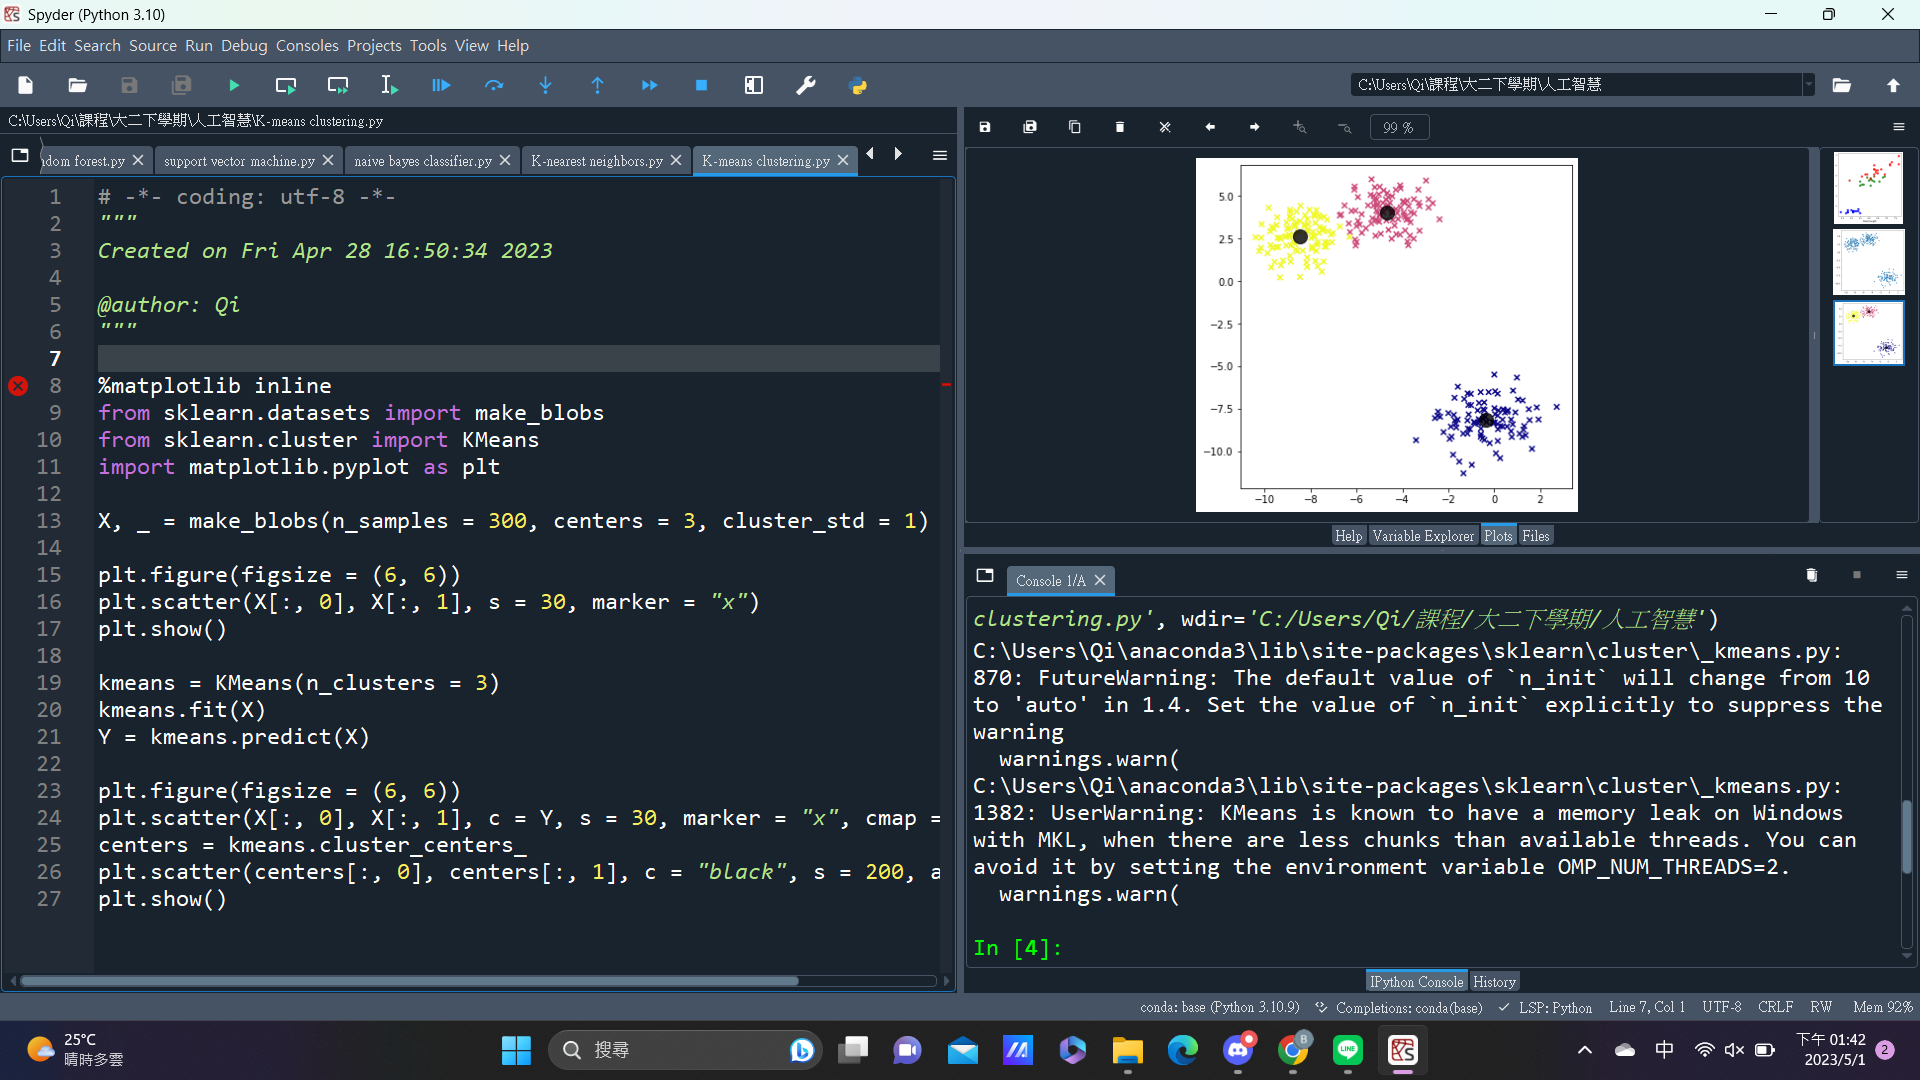 Spyder (Python 3.10)
File Edit Search Source Run Debug Consoles Projects Tools View Help
C:\Users\Qi\課程\大二下學期\人工智慧
C:\Users\Qi\課程\大二下學期\人工智慧\K-means clustering.py
99 %
dom forest.py
support vector machine.py
naive bayes classifier.py
K-nearest neighbors.py
K-means clustering.py
1 # -*- coding: utf-8 -*-
2 """
3 Created on Fri Apr 28 16:50:34 2023
4
5 @author: Qi
6 """
7
8 %matplotlib inline
9 from sklearn.datasets import make_blobs
10 from sklearn.cluster import KMeans
11 import matplotlib.pyplot as plt
12
13 X, _ = make_blobs(n_samples = 300, centers = 3, cluster_std = 1)
14
15 plt.figure(figsize = (6, 6))
16 plt.scatter(X[:, 0], X[:, 1], s = 30, marker = "x")
17 plt.show()
18
19 kmeans = KMeans(n_clusters = 3)
20 kmeans.fit(X)
21 Y = kmeans.predict(X)
22
23 plt.figure(figsize = (6, 6))
24 plt.scatter(X[:, 0], X[:, 1], c = Y, s = 30, marker = "x", cmap =
25 centers = kmeans.cluster_centers_
26 plt.scatter(centers[:, 0], centers[:, 1], c = "black", s = 200, a
27 plt.show()
5.0
2.5
0.0
−2.5
−5.0
−7.5
−10.0
−10 −8 −6 −4 −2 0 2
Help Variable Explorer Plots Files
Console 1/A
clustering.py', wdir='C:/Users/Qi/課程/大二下學期/人工智慧')
C:\Users\Qi\anaconda3\lib\site-packages\sklearn\cluster\_kmeans.py:
870: FutureWarning: The default value of `n_init` will change from 10
to 'auto' in 1.4. Set the value of `n_init` explicitly to suppress the
warning
warnings.warn(
C:\Users\Qi\anaconda3\lib\site-packages\sklearn\cluster\_kmeans.py:
1382: UserWarning: KMeans is known to have a memory leak on Windows
with MKL, when there are less chunks than available threads. You can
avoid it by setting the environment variable OMP_NUM_THREADS=2.
warnings.warn(
In [4]:
IPython Console History
conda: base (Python 3.10.9) Completions: conda(base) LSP: Python Line 7, Col 1 UTF-8 CRLF RW Mem 92%
25°C
晴時多雲
搜尋
B
LINE
中
下午 01:42
2023/5/1
2